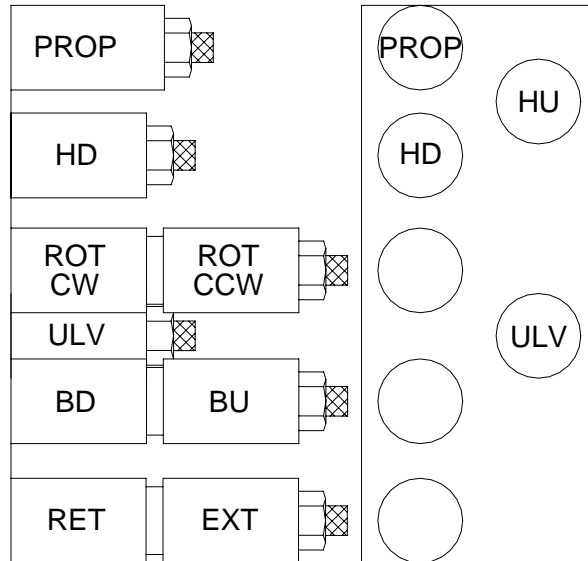 PROP
HD
ROT
CW
ROT
CCW
ULV
BD
BU
RET
EXT
PROP
HU
HD
ULV